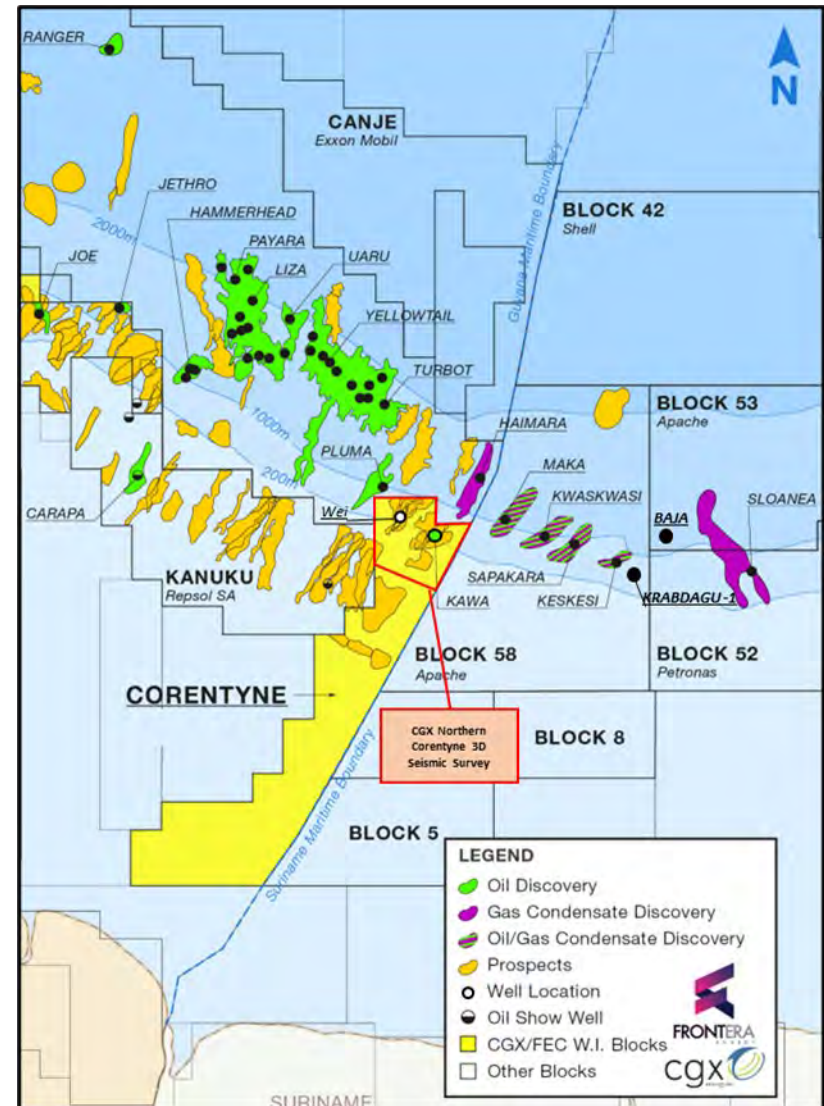 RANGER
N
CANJE
Exxon Mobil
JETHRO
HAMMERHEAD
PAYARA
LIZA
UARU
2000m
JOE
BLOCK 42
Shell
Guyana Maritime Boundary
YELLOWTAIL
TURBOT
1000m
BLOCK 53
Apache
HAIMARA
200m
PLUMA
MAKA
KWASKWASI
SLOANEA
BAJA
CARAPA
Wei
KANUKU
Repsol SA
SAPAKARA
KESKESI
KRABDAGU-1
KAWA
BLOCK 58
Apache
BLOCK 52
Petronas
CORENTYNE
CGX Northern
Corentyne 3D
Seismic Survey
BLOCK 8
BLOCK 5
Suriname Maritime Boundary
LEGEND
Oil Discovery
Gas Condensate Discovery
Oil/Gas Condensate Discovery
Prospects
Well Location
Oil Show Well
CGX/FEC W.I. Blocks
Other Blocks
FRONTERA
cgx
SURINAME